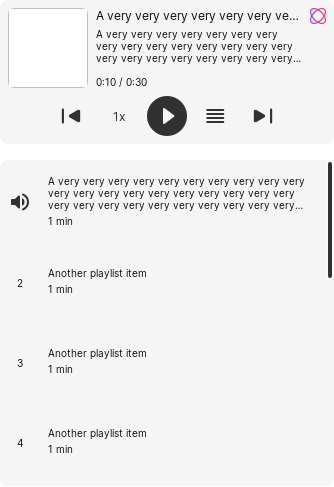 A very very very very very very very ve...
A very very very very very very very
very very very very very very very very
very very very very very very very very...
0:10 / 0:30
1x
A very very very very very very very very very very
very very very very very very very very very very
very very very very very very very very very very...
1 min
2
Another playlist item
1 min
3
Another playlist item
1 min
4
Another playlist item
1 min